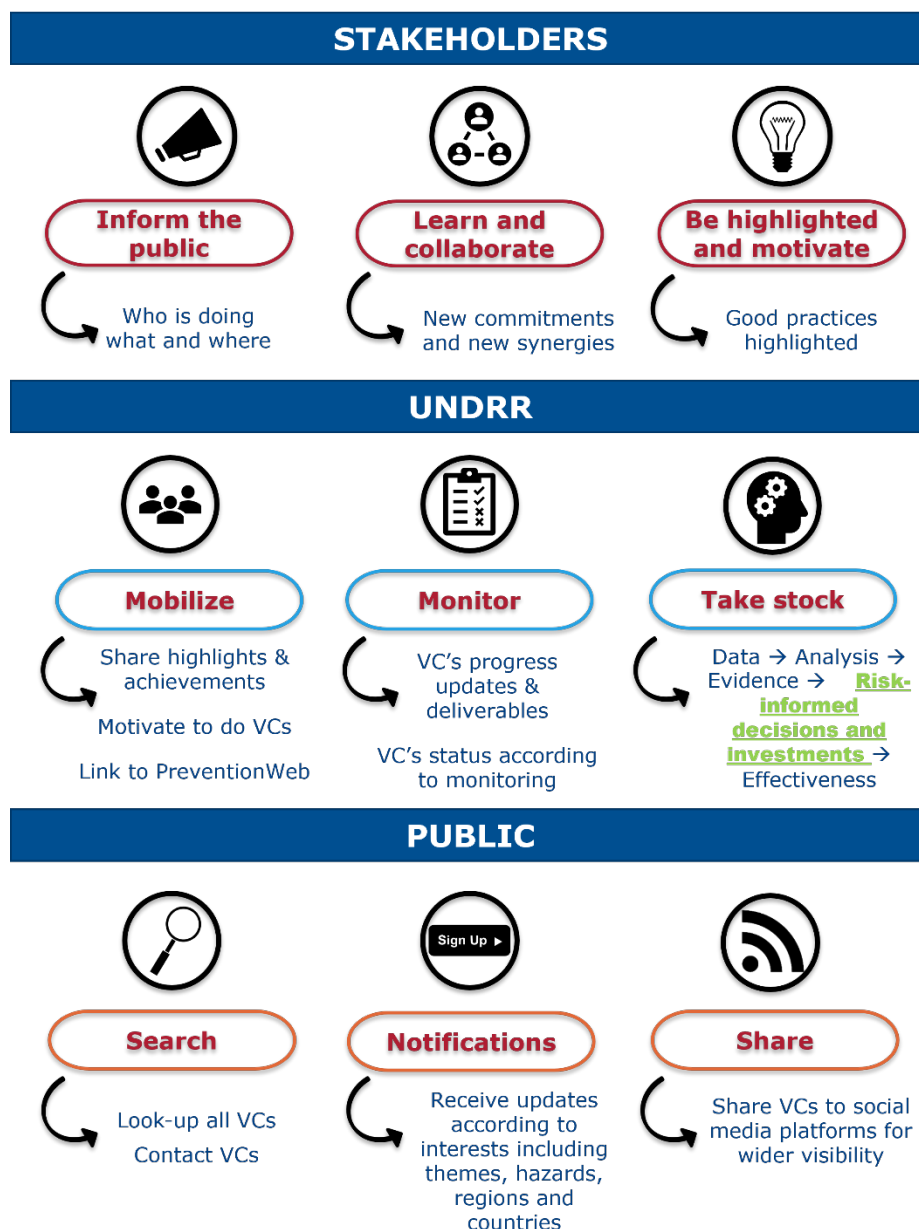 STAKEHOLDERS
Inform the
public
Learn and
collaborate
Be highlighted
and motivate
Who is doing
what and where
New commitments
and new synergies
Good practices
highlighted
UNDRR
Mobilize
Monitor
Take stock
Share highlights &
achievements
Motivate to do VCs
Link to PreventionWeb
VC's progress
updates &
deliverables
VC's status according
to monitoring
Data → Analysis →
Evidence → Risk-
informed
decisions and
Investments →
Effectiveness
PUBLIC
Sign Up ▶
Search
Notifications
Share
Look-up all VCs
Contact VCs
Receive updates
according to
interests including
themes, hazards,
regions and
countries
Share VCs to social
media platforms for
wider visibility